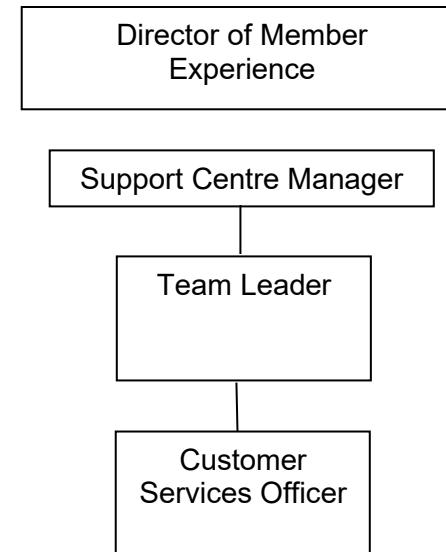 Director of Member
Experience
Support Centre Manager
Team Leader
Customer
Services Officer